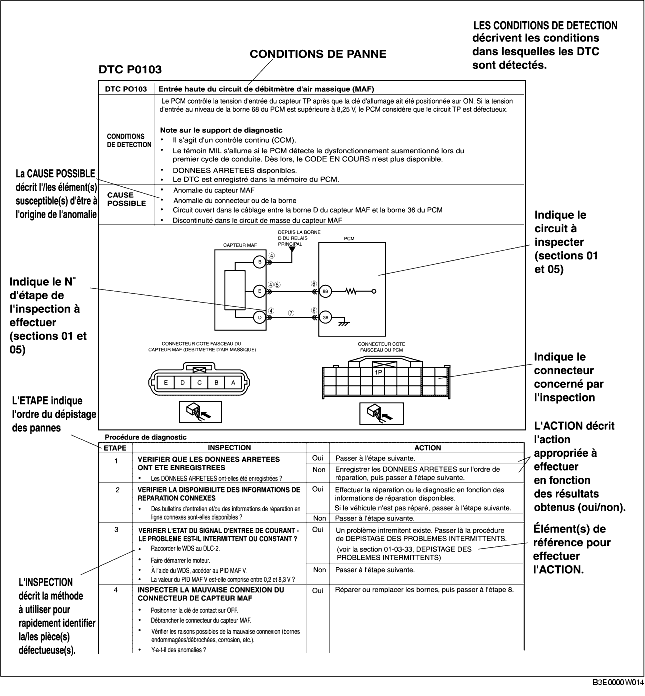 LES CONDITIONS DE DETECTION
décrivent les conditions
dans lesquelles les DTC
sont détectés.
CONDITIONS DE PANNE
DTC P0103
DTC PO103
Entrée haute du circuit de débitmètre d'air massique (MAF)
CONDITIONS
DE DETECTION
Le PCM contrôle la tension d'entrée du capteur TP après que la clé d'allumage ait été positionnée sur ON. Si la tension
d'entrée au niveau de la borne 68 du PCM est supérieure à 8,25 V, le PCM considère que le circuit TP est défectueux.
Note sur le support de diagnostic
• Il s'agit d'un contrôle continu (CCM).
• Le témoin MIL s'allume si le PCM détecte le dysfonctionnement susmentionné lors du
premier cycle de conduite. Dès lors, le CODE EN COURS n'est plus disponible.
• DONNEES ARRETEES disponibles.
• Le DTC est enregistré dans la mémoire du PCM.
La CAUSE POSSIBLE
décrit l'/les élément(s)
susceptible(s) d'être à
l'origine de l'anomalie
CAUSE
POSSIBLE
• Anomalie du capteur MAF
• Anomalie du connecteur ou de la borne
• Circuit ouvert dans le câblage entre la borne D du capteur MAF et la borne 36 du PCM
• Discontinuité dans le circuit de masse du capteur MAF
Indique le
circuit à
inspecter
(sections 01
et 05)
DEPUIS LA BORNE
D DU RELAIS
PRINCIPAL
CAPTEUR MAF
PCM
B
4
E
4 5
8
88
D
4
7
8
36
Indique le N°
d'étape de
l'inspection à
effectuer
(sections 01 et
05)
CONNECTEUR COTE FAISCEAU DU
CAPTEUR MAF (DEBITMETRE D'AIR MASSIQUE)
CONNECTEUR COTE
FAISCEAU DU PCM
E D C B A
1P
Indique le
connecteur
concerné par
l'inspection
L'ETAPE indique
l'ordre du dépistage
des pannes
L'ACTION décrit
l'action
appropriée à
effectuer
en fonction
des résultats
obtenus (oui/non).
Élément(s) de
référence pour
effectuer
l'ACTION.
L'INSPECTION
décrit la méthode
à utiliser pour
rapidement identifier
la/les pièce(s)
défectueuse(s).
Procédure de diagnostic
ETAPE INSPECTION ACTION
1 VERIFIER QUE LES DONNEES ARRETEES
ONT ETE ENREGISTREES
• Les DONNEES ARRETEES ont-elles été enregistrées ?
Oui Passer à l'étape suivante.
Non Enregistrer les DONNEES ARRETEES sur l'ordre de
réparation, puis passer à l'étape suivante.
2 VERIFIER LA DISPONIBILITE DES INFORMATIONS DE
REPARATION CONNEXES
• Des bulletins d'entretien et/ou des informations de réparation en
ligne connexes sont-elles disponibles ?
Oui Effectuer la réparation ou le diagnostic en fonction des
informations de réparation disponibles.
Si le véhicule n'est pas réparé, passer à l'étape suivante.
Non Passer à l'étape suivante.
3 VERIFIER L'ETAT DU SIGNAL D'ENTREE DE COURANT -
LE PROBLEME EST-IL INTERMITTENT OU CONSTANT ?
• Raccorder le WDS au DLC-2.
• Faire démarrer le moteur.
• A l'aide du WDS, accéder au PID MAF V.
• La valeur du PID MAF V est-elle comprise entre 0,2 et 8,3 V ?
Oui Un problème intremitent existe. Passer là la procédure
de DEPISTAGE DES PROBLEMES INTERMITTENTS.
(voir la section 01-03-33, DEPISTAGE DES
PROBLEMES INTERMITTENTS)
Non Passer à l'étape suivante.
4 INSPECTER LA MAUVAISE CONNEXION DU
CONNECTEUR DE CAPTEUR MAF
• Positionner la clé de contact sur OFF.
• Débrancher le connecteur du capteur MAF.
• Vérifier les raisons possibles de la mauvaise connexion (bornes
endommagées/débrochées, corrosion, etc.).
• Y-a-t-il des anomalies ?
Oui Réparer ou remplacer les bornes, puis passer à l'étape 8.
B3E0000W014